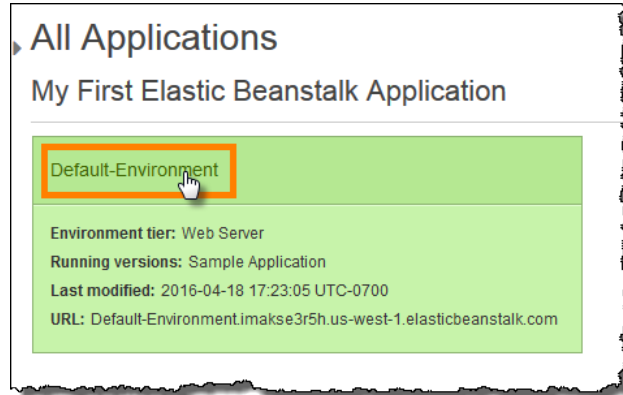 All Applications
My First Elastic Beanstalk Application
Default-Environment
Environment tier: Web Server
Running versions: Sample Application
Last modified: 2016-04-18 17:23:05 UTC-0700
URL: Default-Environment.imakse3r5h.us-west-1.elasticbeanstalk.com